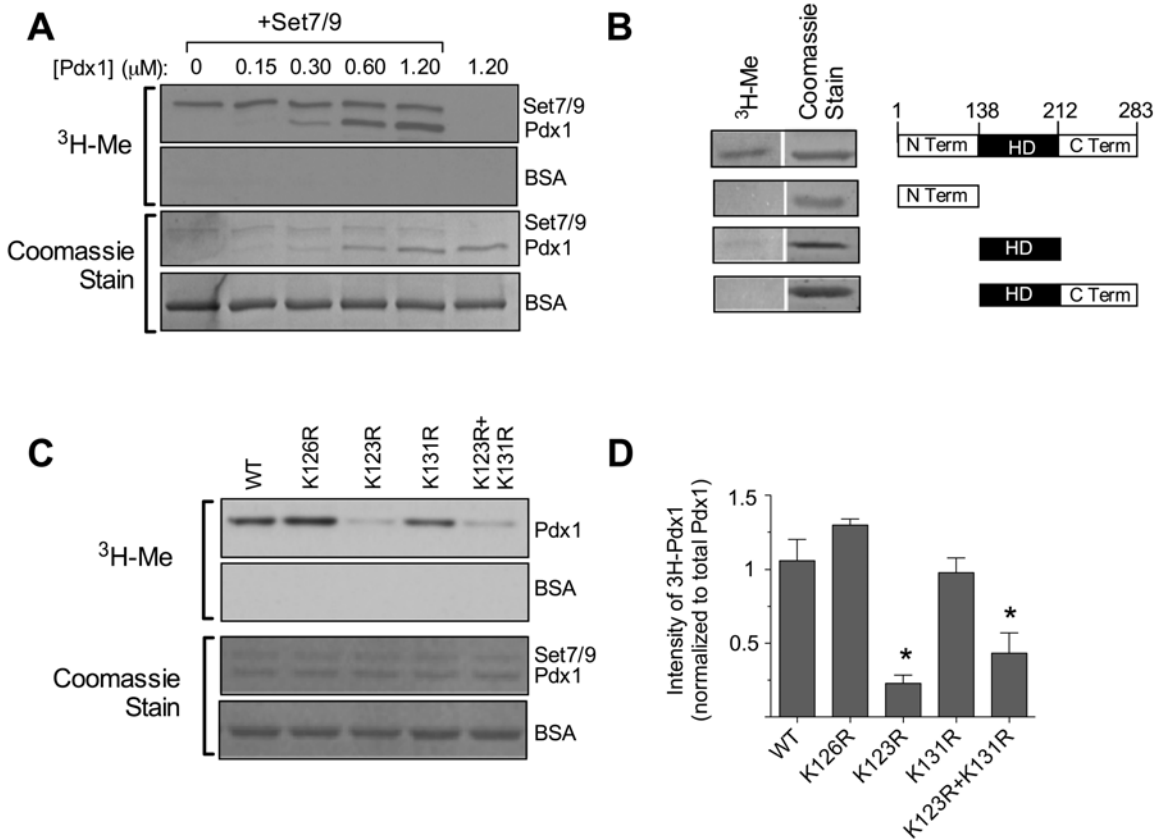 A
+Set7/9
[Pdx1] (µM): 0 0.15 0.30 0.60 1.20 1.20
³H-Me
Set7/9
Pdx1
BSA
Coomassie
Stain
Set7/9
Pdx1
BSA
B
³H-Me
Coomassie
Stain
1 138 212 283
N Term HD C Term
N Term
HD
HD C Term
C
WT K126R K123R K131R K123R+
K131R
³H-Me
Pdx1
BSA
Coomassie
Stain
Set7/9
Pdx1
BSA
D
Intensity of 3H-Pdx1
(normalized to total Pdx1)
1.5
1
0.5
*
*
WT
K126R
K123R
K131R
K123R+K131R